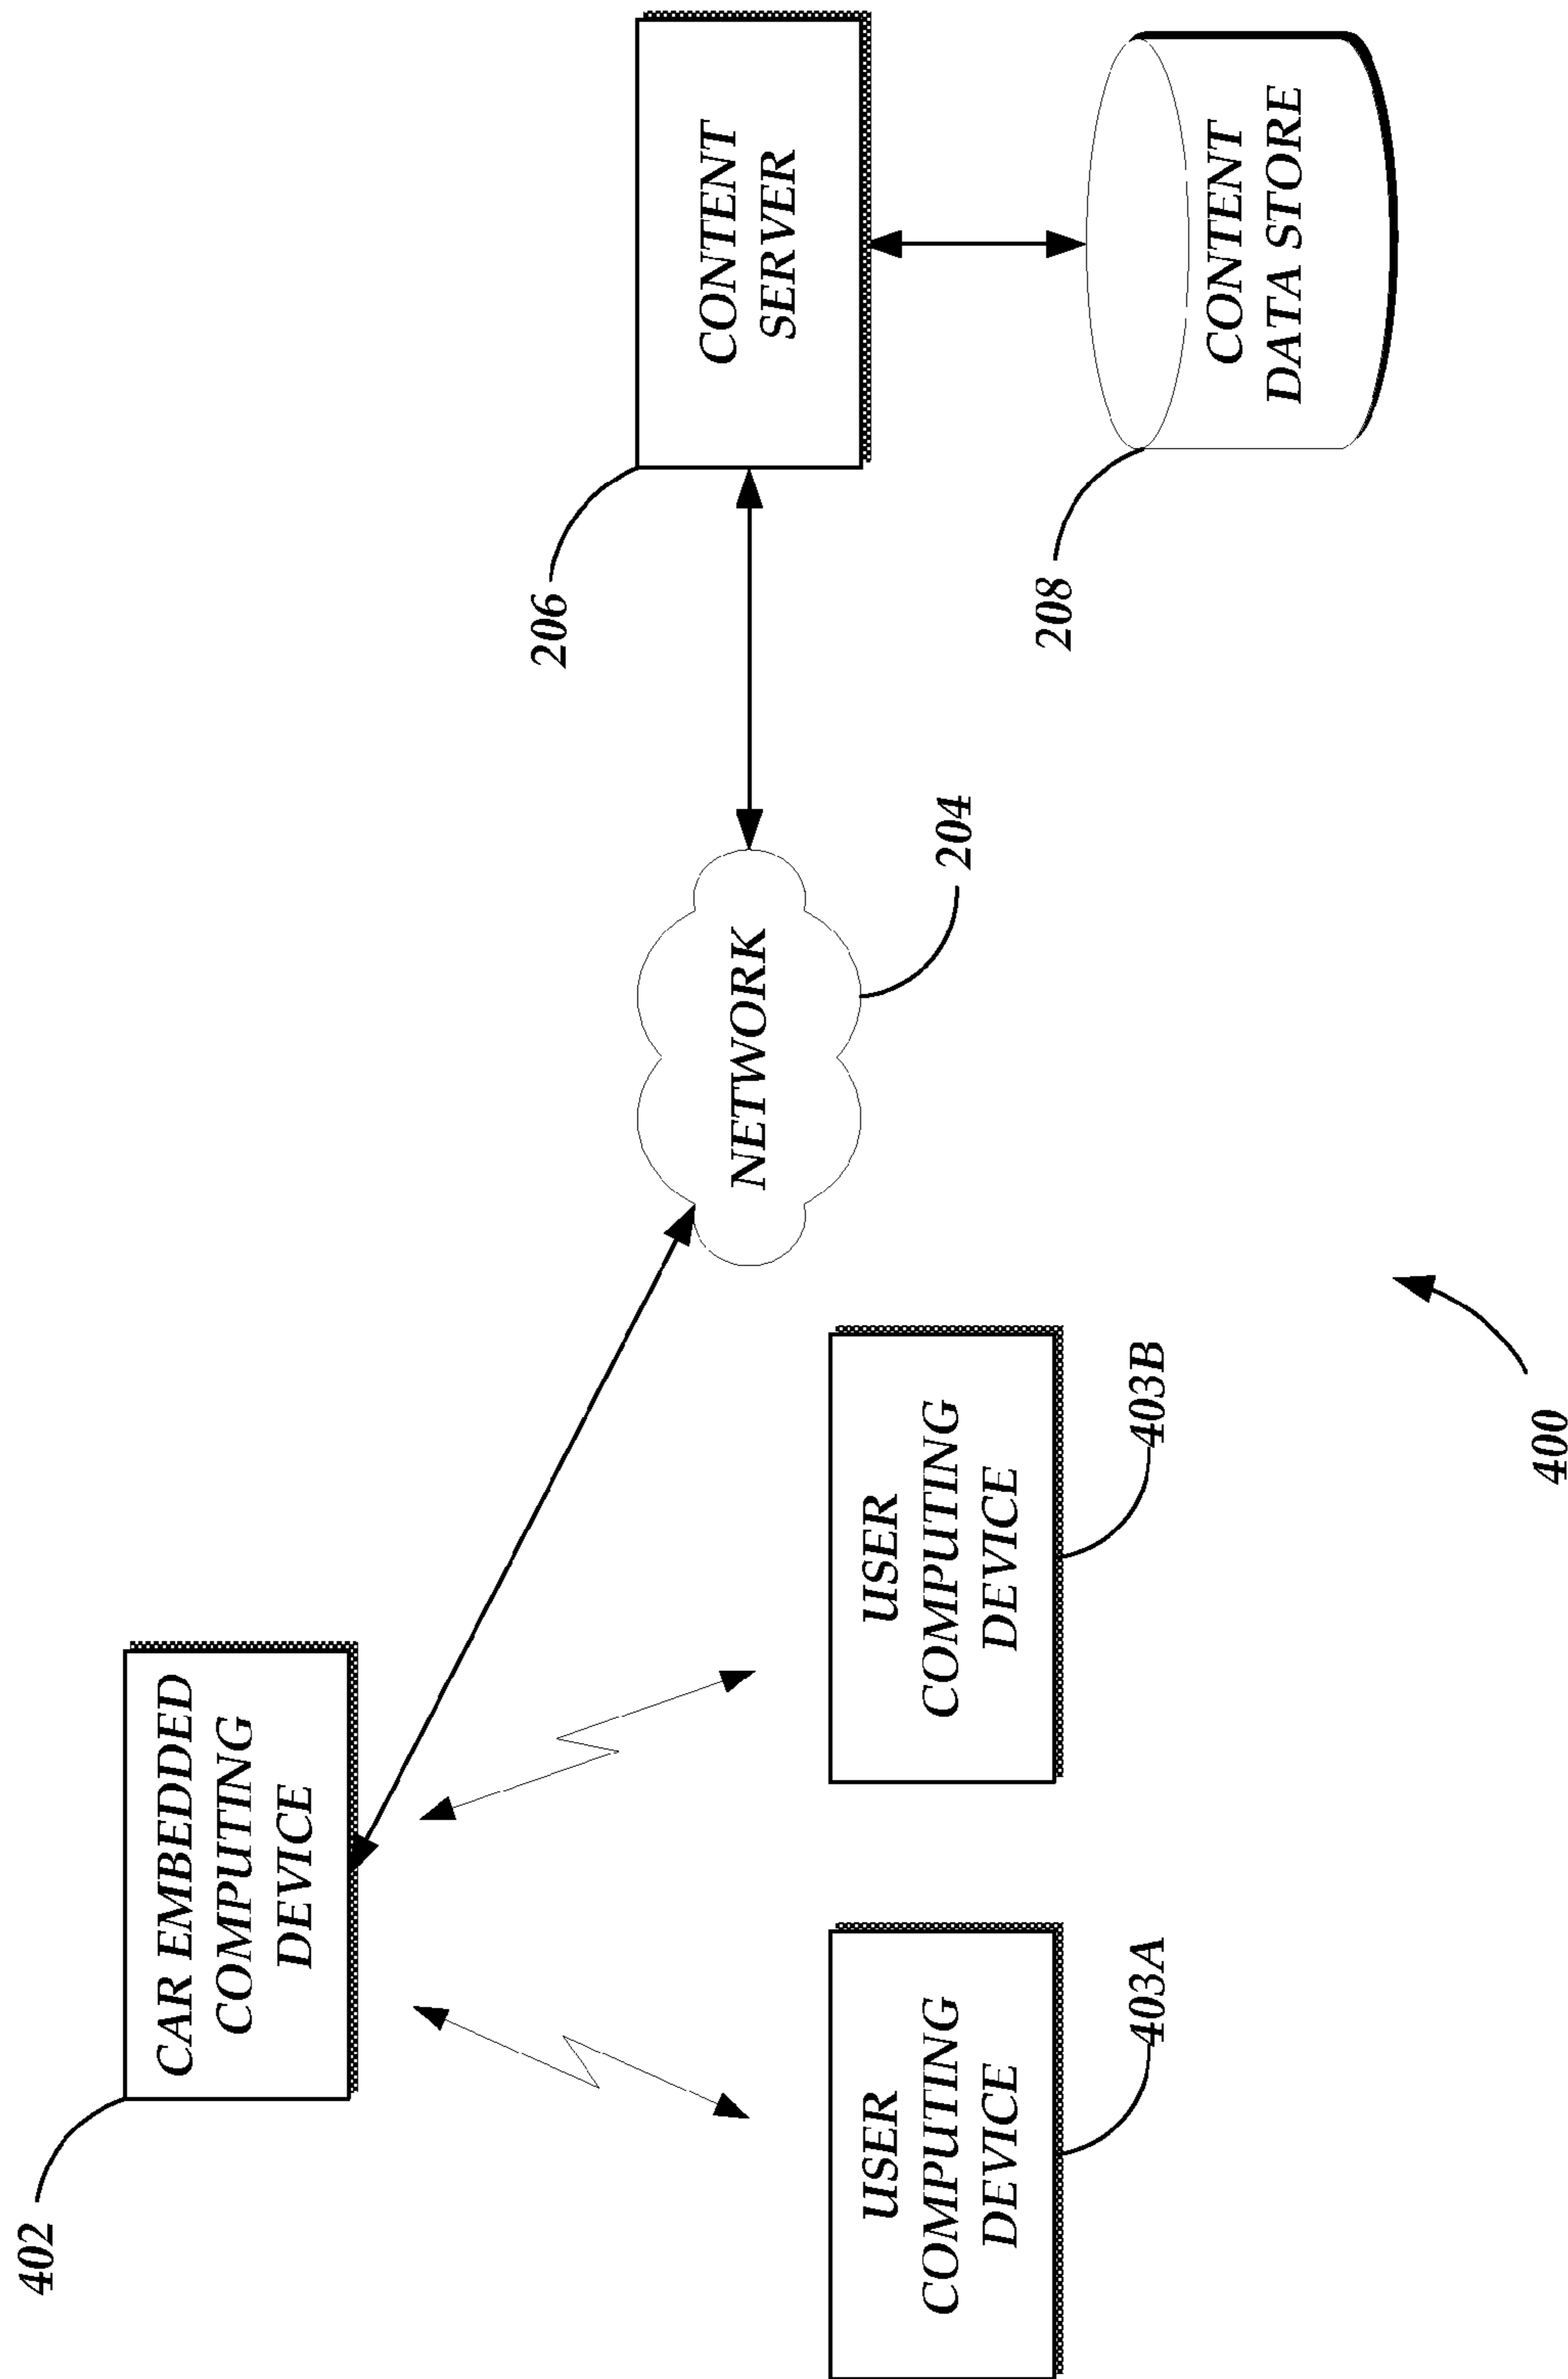 402
CAR EMBEDDED
COMPUTING
DEVICE
206
CONTENT
SERVER
NETWORK
204
USER
COMPUTING
DEVICE
403A
USER
COMPUTING
DEVICE
403B
208
CONTENT
DATA STORE
400